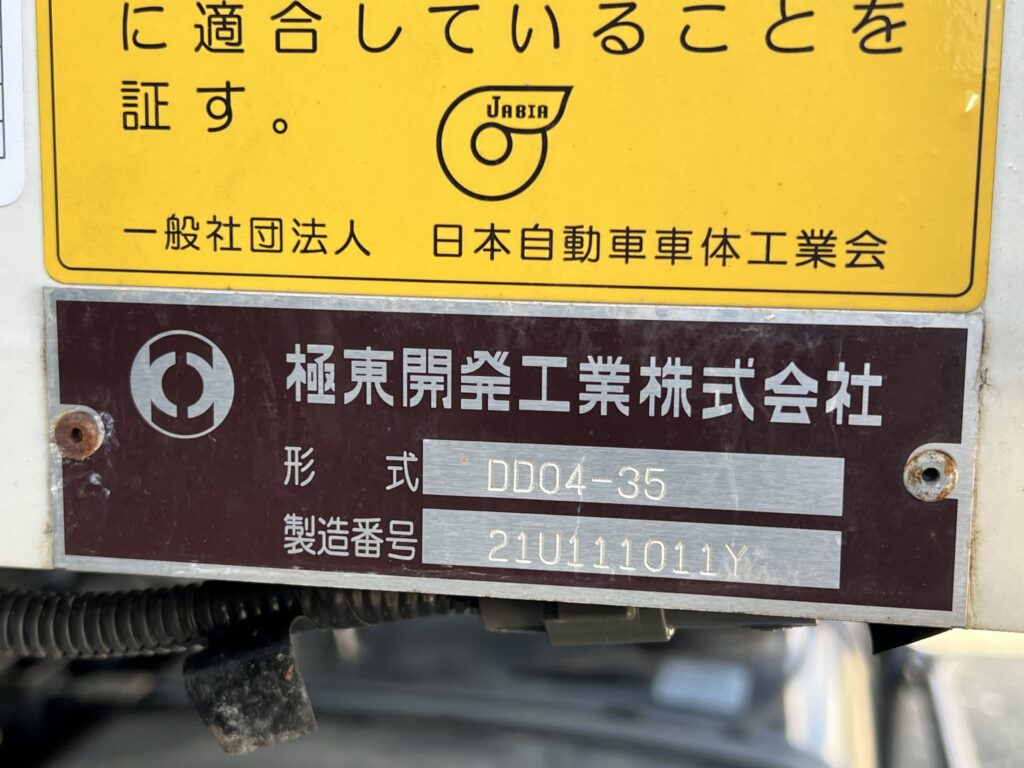 に適合していることを
証す。
JABIA
一般社団法人 日本自動車車体工業会
極東開発工業株式会社
形式 DD04-35
製造番号 21U111011Y